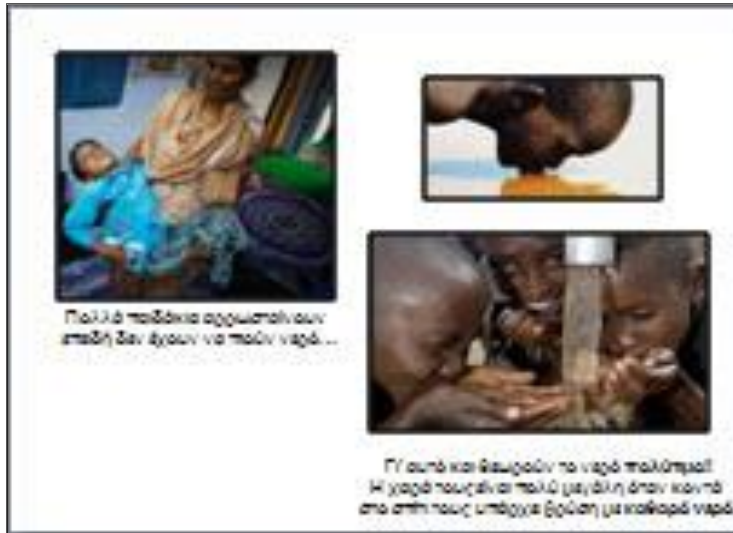 Πολλά παιδάκια αρρωσταίνουν
επειδή δεν έχουν να πιούν νερό...
Γι' αυτό και θεωρούν το νερό πολύτιμο!!
Η χαρά τους είναι πολύ μεγάλη όταν κοντά
στο σπίτι τους υπάρχει βρύση με καθαρό νερό